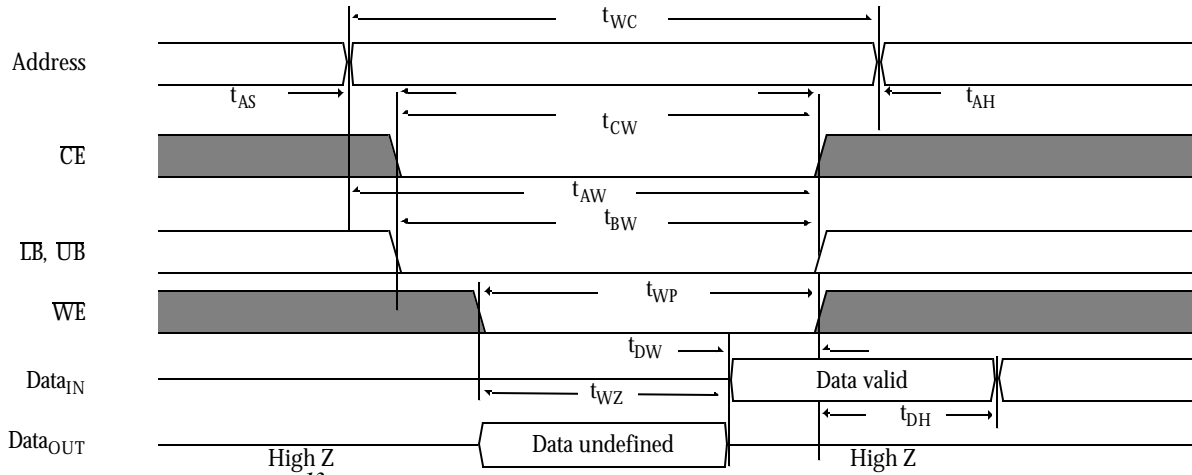 tWC
Address
tAS
tAH
tCW
CE
tAW
tBW
LB, UB
tWP
WE
tDW
DataIN
Data valid
tWZ
tDH
DataOUT
Data undefined
High Z
High Z